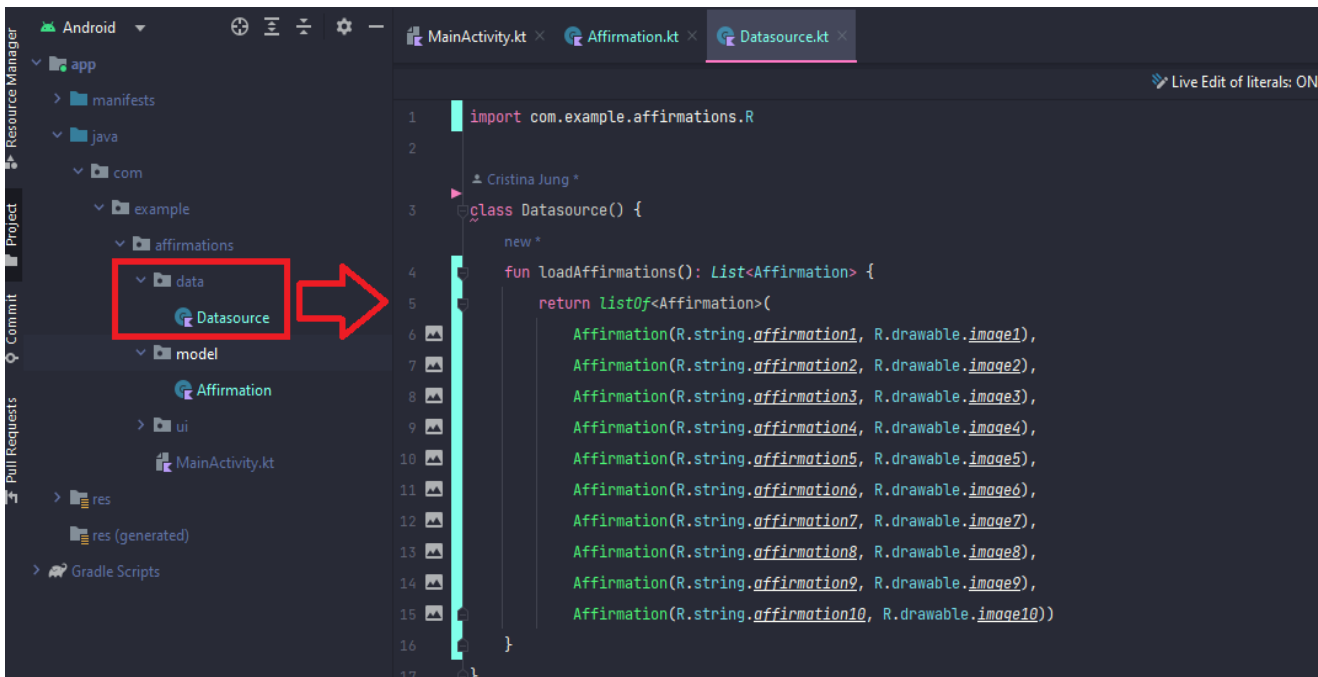 Android
MainActivity.kt
Affirmation.kt
Datasource.kt
Live Edit of literals: ON
Resource Manager
Project
Commit
Pull Requests
app
manifests
java
com
example
affirmations
data
Datasource
model
Affirmation
ui
MainActivity.kt
res
res (generated)
Gradle Scripts
1 import com.example.affirmations.R
2
Cristina Jung *
3 class Datasource() {
new *
4 fun loadAffirmations(): List<Affirmation> {
5 return listOf<Affirmation>(
6 Affirmation(R.string.affirmation1, R.drawable.image1),
7 Affirmation(R.string.affirmation2, R.drawable.image2),
8 Affirmation(R.string.affirmation3, R.drawable.image3),
9 Affirmation(R.string.affirmation4, R.drawable.image4),
10 Affirmation(R.string.affirmation5, R.drawable.image5),
11 Affirmation(R.string.affirmation6, R.drawable.image6),
12 Affirmation(R.string.affirmation7, R.drawable.image7),
13 Affirmation(R.string.affirmation8, R.drawable.image8),
14 Affirmation(R.string.affirmation9, R.drawable.image9),
15 Affirmation(R.string.affirmation10, R.drawable.image10))
16 }
17 }